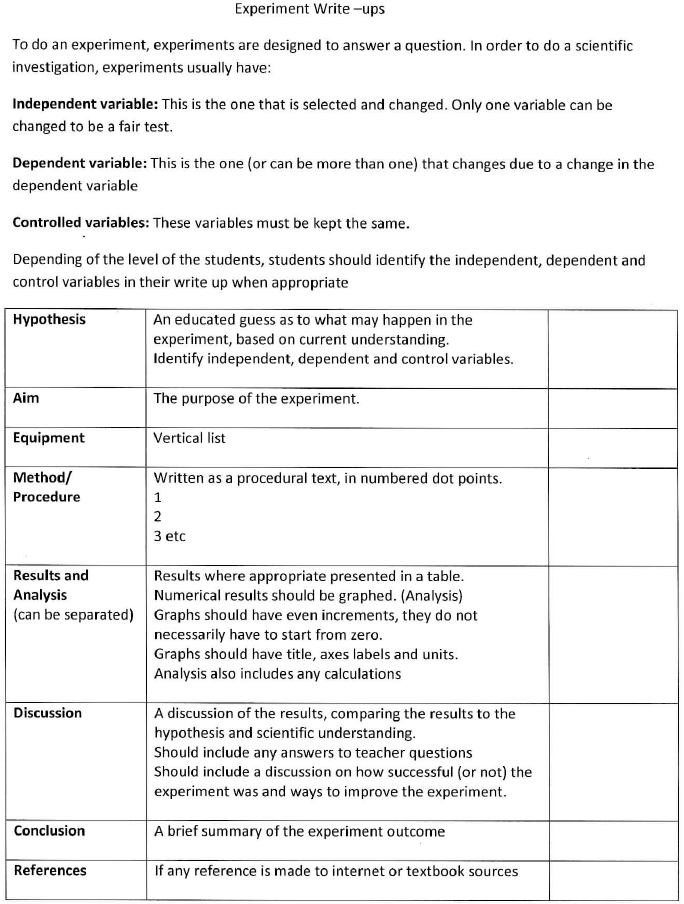 Experiment Write –ups
To do an experiment, experiments are designed to answer a question. In order to do a scientific
investigation, experiments usually have:
Independent variable: This is the one that is selected and changed. Only one variable can be
changed to be a fair test.
Dependent variable: This is the one (or can be more than one) that changes due to a change in the
dependent variable
Controlled variables: These variables must be kept the same.
Depending of the level of the students, students should identify the independent, dependent and
control variables in their write up when appropriate
Hypothesis
An educated guess as to what may happen in the
experiment, based on current understanding.
Identify independent, dependent and control variables.
Aim
The purpose of the experiment.
Equipment
Vertical list
Method/
Procedure
Written as a procedural text, in numbered dot points.
1
2
3 etc
Results and
Analysis
(can be separated)
Results where appropriate presented in a table.
Numerical results should be graphed. (Analysis)
Graphs should have even increments, they do not
necessarily have to start from zero.
Graphs should have title, axes labels and units.
Analysis also includes any calculations
Discussion
A discussion of the results, comparing the results to the
hypothesis and scientific understanding.
Should include any answers to teacher questions
Should include a discussion on how successful (or not) the
experiment was and ways to improve the experiment.
Conclusion
A brief summary of the experiment outcome
References
If any reference is made to internet or textbook sources